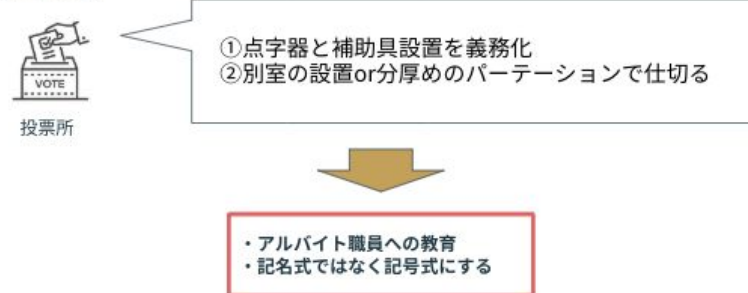 ①点字器と補助具設置を義務化
②別室の設置or分厚めのパーテーションで仕切る
VOTE
投票所
・アルバイト職員への教育
・記名式ではなく記号式にする